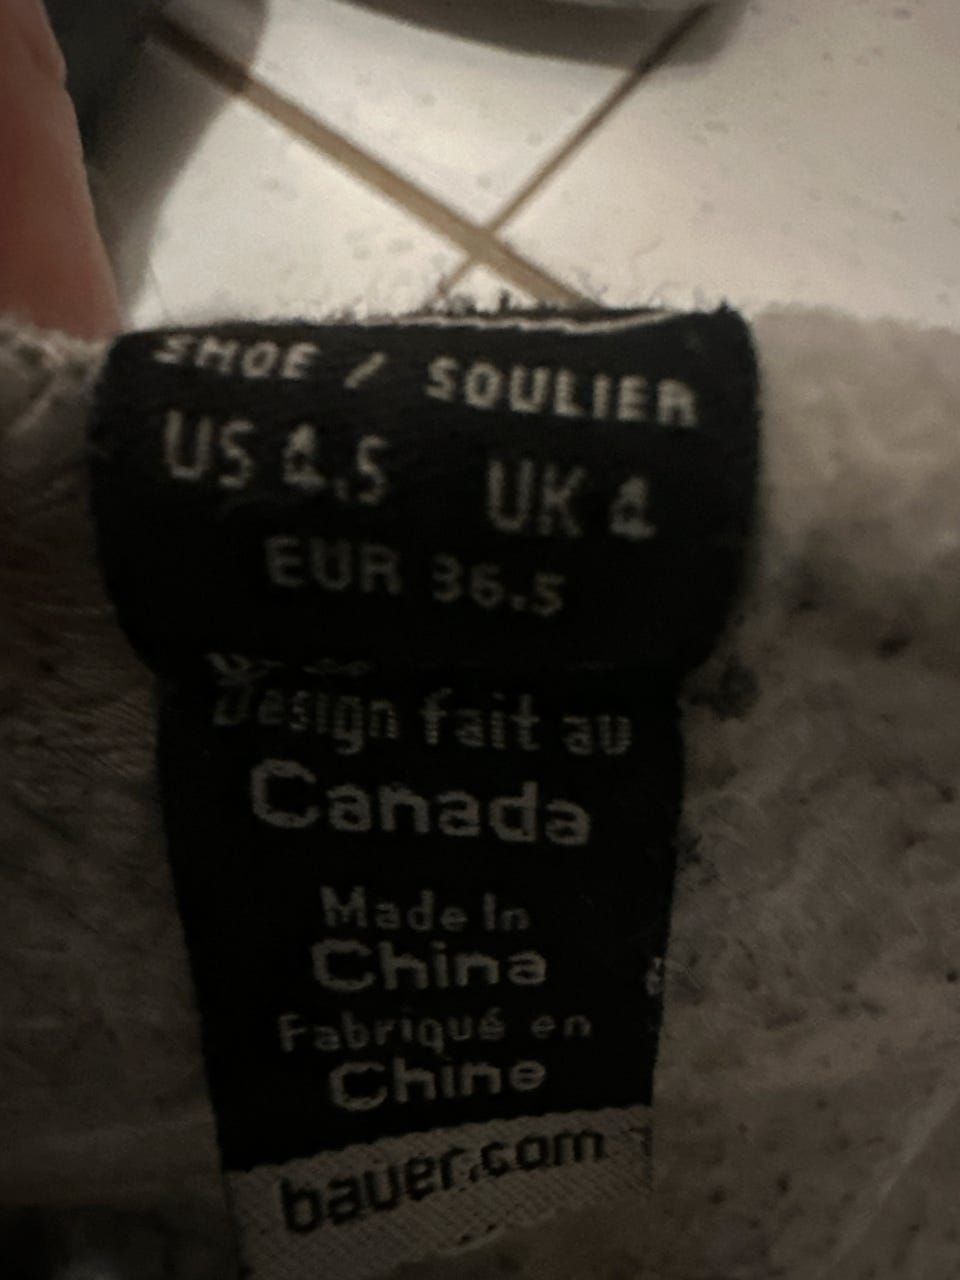 SHOE / SOULIER
US 4.5 UK 4
EUR 36.5
Design fait au
Canada
Made In
China
Fabriqué en
Chine
bauer.com